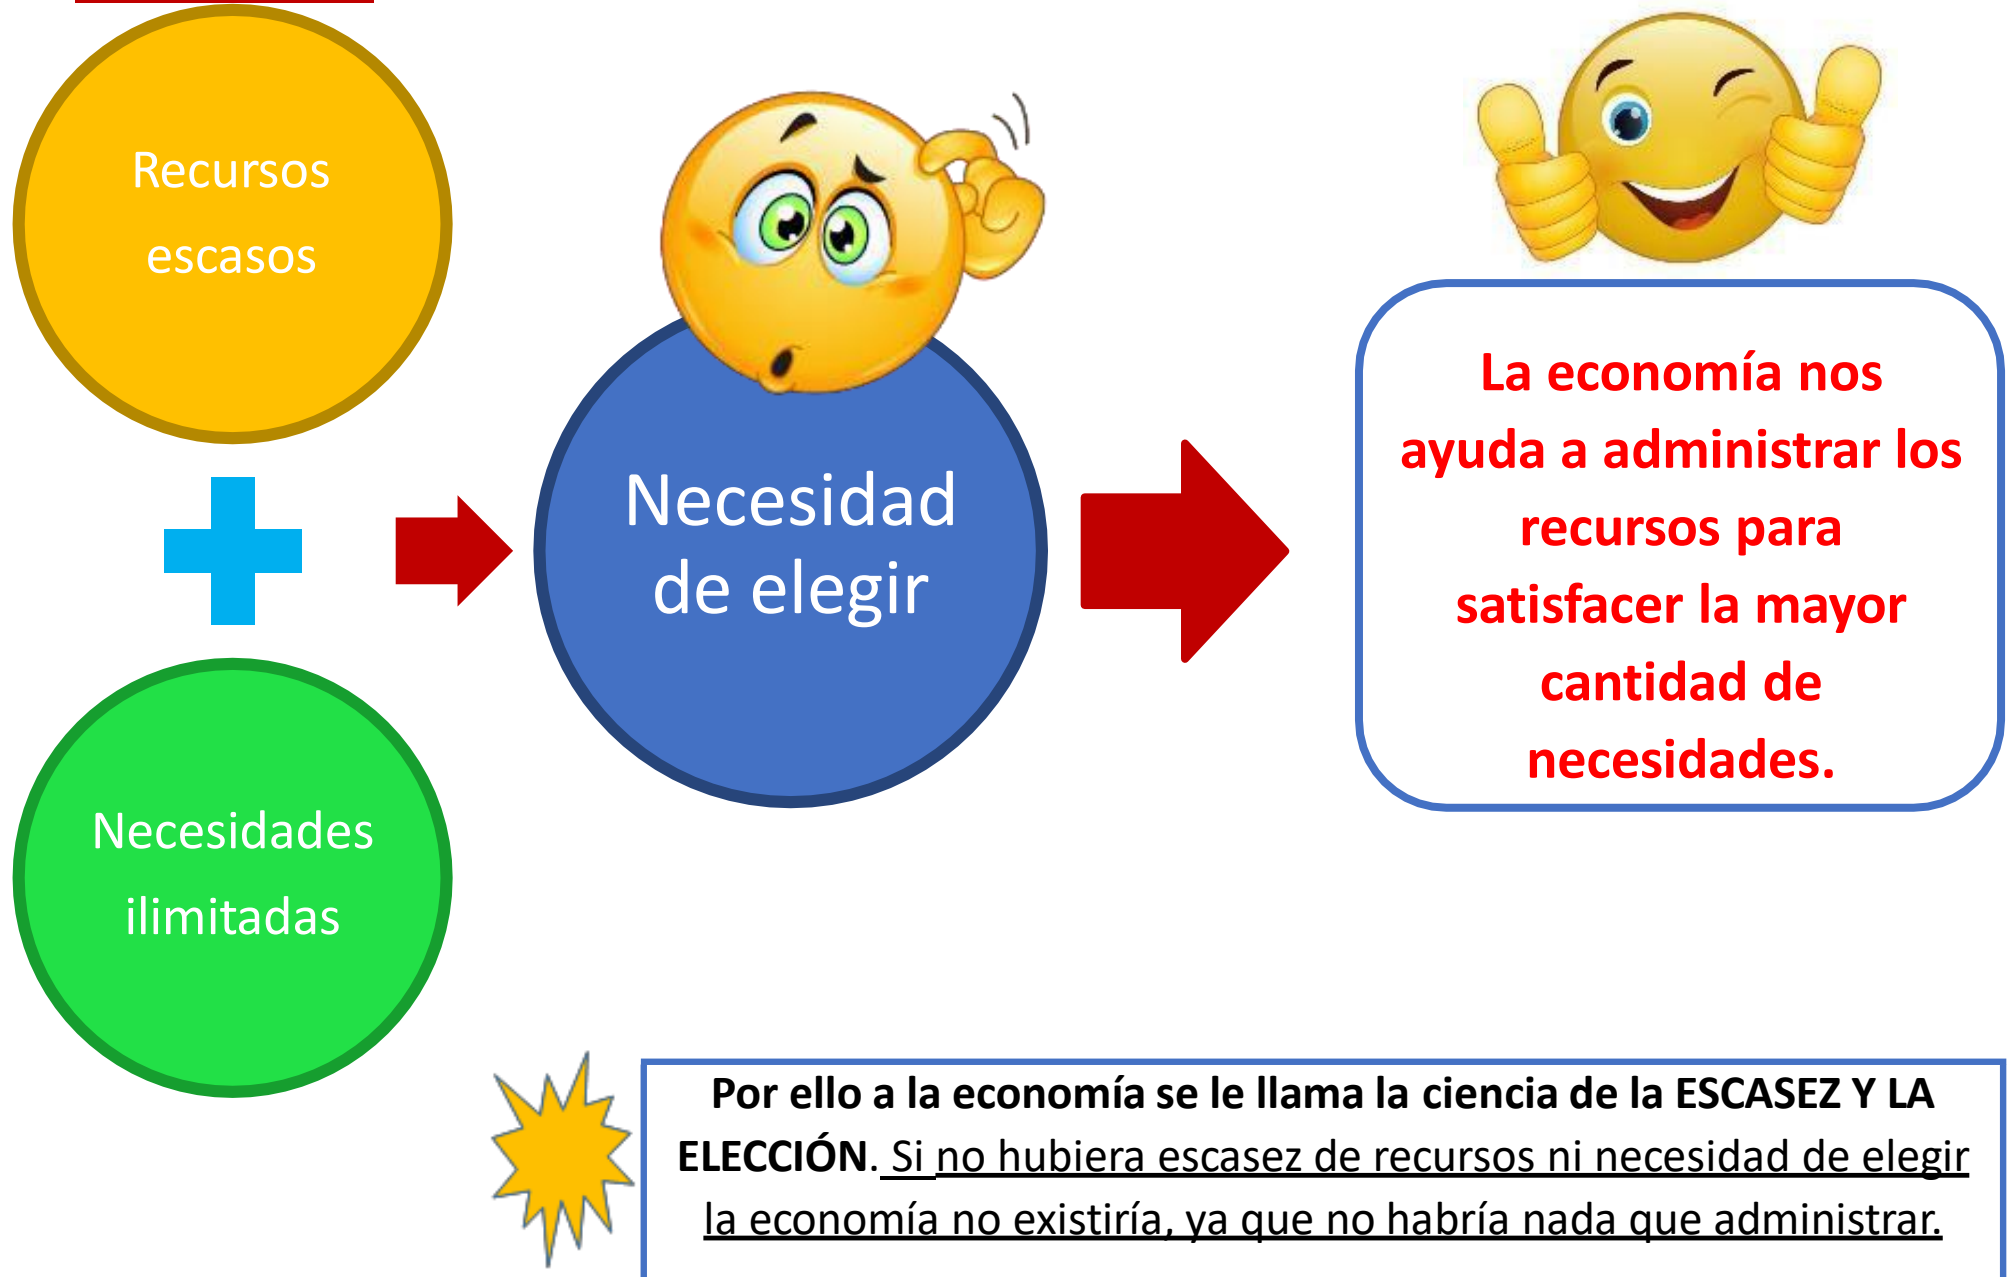 Recursos
escasos
Necesidades
ilimitadas
Necesidad
de elegir
La economía nos
ayuda a administrar los
recursos para
satisfacer la mayor
cantidad de
necesidades.
Por ello a la economía se le llama la ciencia de la ESCASEZ Y LA
ELECCIÓN. Si no hubiera escasez de recursos ni necesidad de elegir
la economía no existiría, ya que no habría nada que administrar.